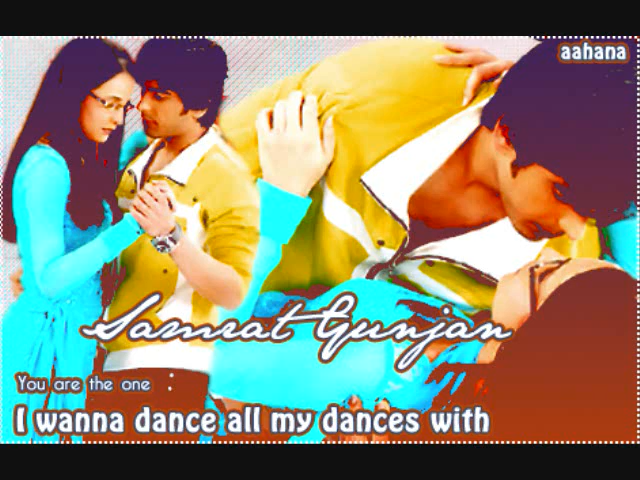 aahana
Samrat Gunjan
You are the one :
I wanna dance all my dances with